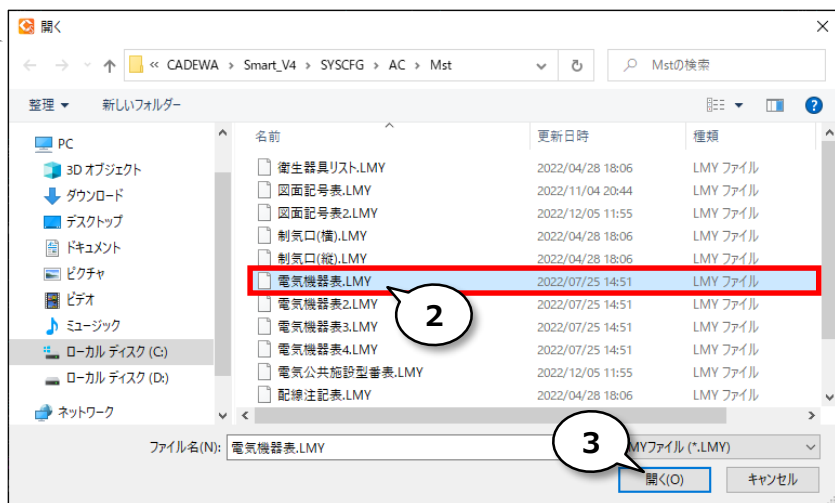 開く
« CADEWA › Smart_V4 › SYSCFG › AC › Mst
Mstの検索
整理 新しいフォルダー
PC
3D オブジェクト
ダウンロード
デスクトップ
ドキュメント
ピクチャ
ビデオ
ミュージック
ローカル ディスク (C:)
ローカル ディスク (D:)
ネットワーク
名前 更新日時 種類
衛生器具リスト.LMY 2022/04/28 18:06 LMY ファイル
図面記号表.LMY 2022/11/04 20:44 LMY ファイル
図面記号表2.LMY 2022/12/05 11:55 LMY ファイル
制気口(横).LMY 2022/04/28 18:06 LMY ファイル
制気口(縦).LMY 2022/04/28 18:06 LMY ファイル
電気機器表.LMY 2022/07/25 14:51 LMY ファイル
電気機器表2.LMY 2022/07/25 14:51 LMY ファイル
電気機器表3.LMY 2022/07/25 14:51 LMY ファイル
電気機器表4.LMY 2022/07/25 14:51 LMY ファイル
電気公共施設型番表.LMY 2022/12/05 11:55 LMY ファイル
配線注記表.LMY 2022/04/28 18:06 LMY ファイル
2
ファイル名(N): 電気機器表.LMY
3
MYファイル (*.LMY)
開く(O) キャンセル